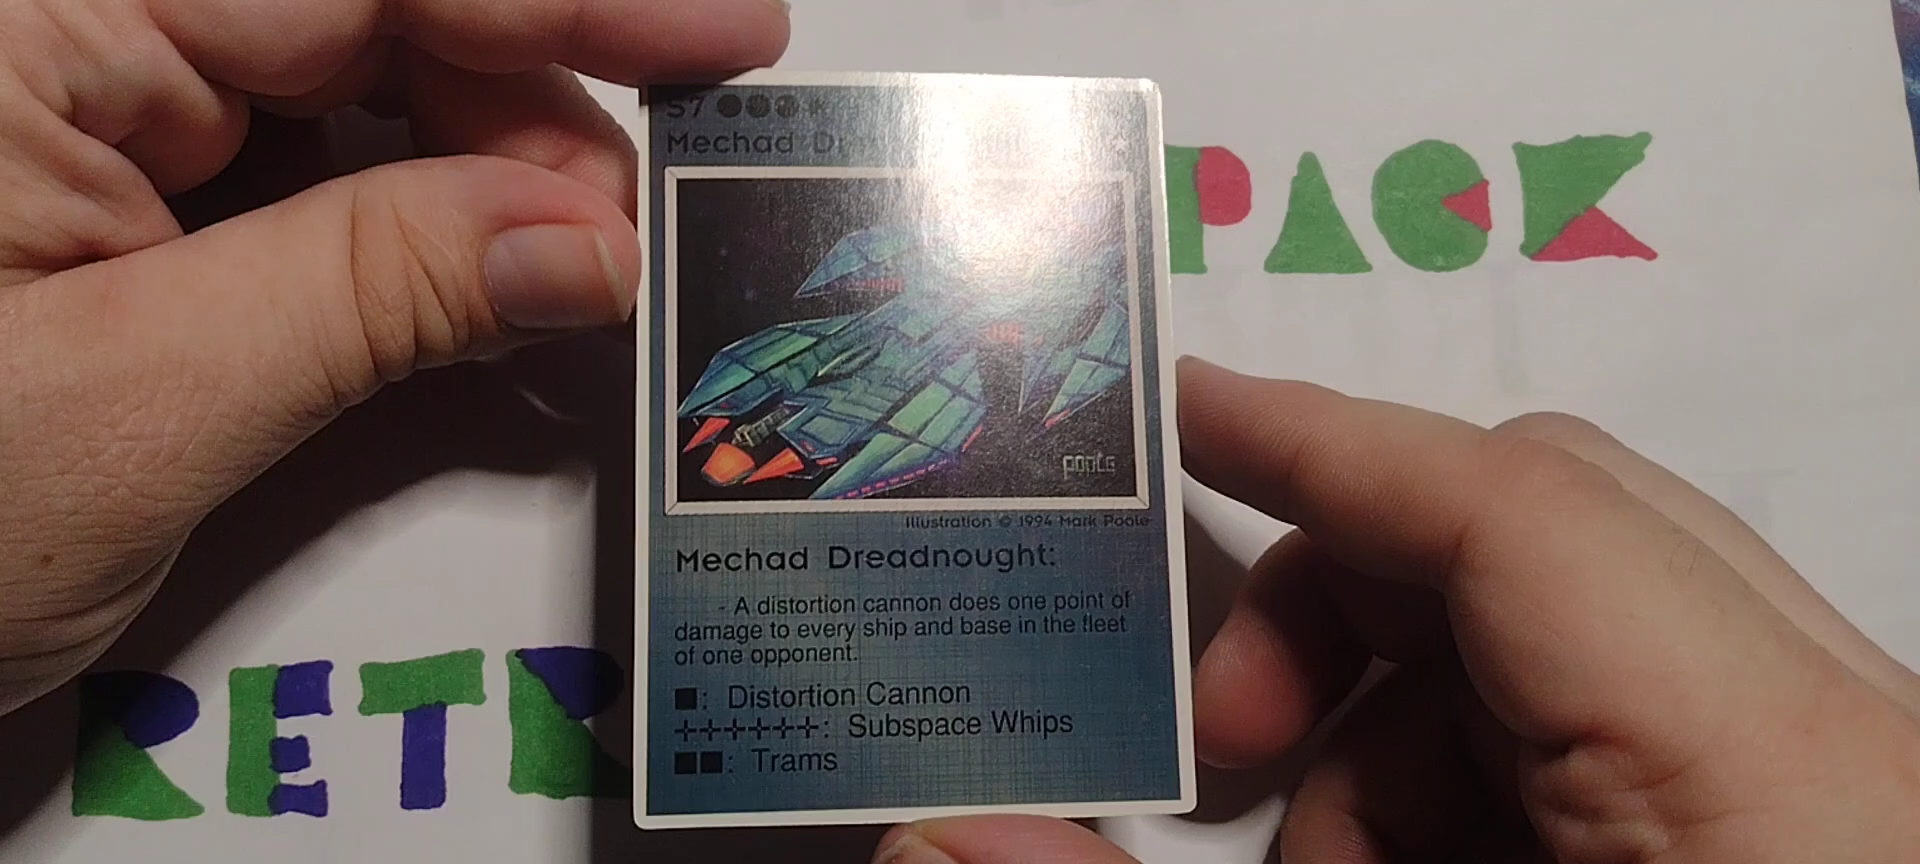 S7
Mechad
PACK
Poole
Illustration © 1994 Mark Poole
Mechad Dreadnought:
- A distortion cannon does one point of
damage to every ship and base in the fleet
of one opponent.
■: Distortion Cannon
++++++: Subspace Whips
■■: Trams
RETR